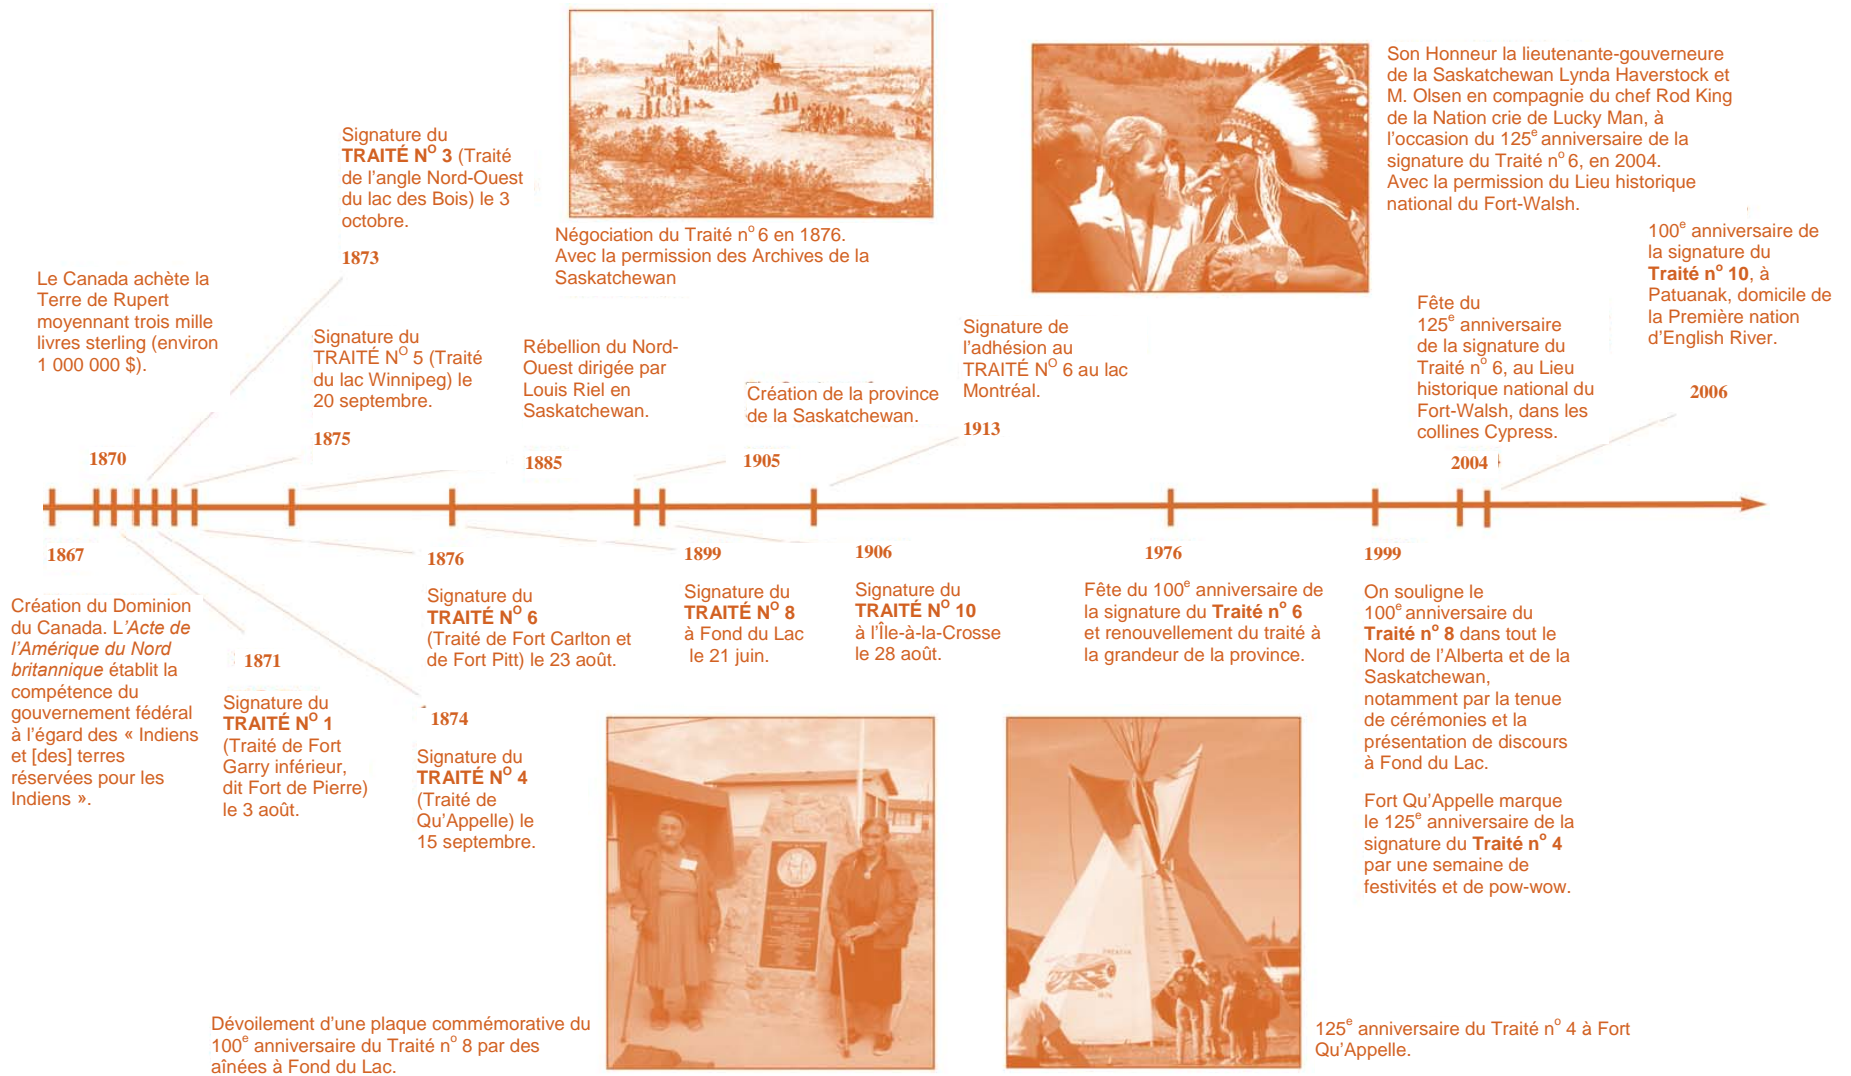 Son Honneur la lieutenante-gouverneure
de la Saskatchewan Lynda Haverstock et
M. Olsen en compagnie du chef Rod King
de la Nation crie de Lucky Man, à
l'occasion du 125e anniversaire de la
signature du Traité no 6, en 2004.
Avec la permission du Lieu historique
national du Fort-Walsh.
Négociation du Traité no 6 en 1876.
Avec la permission des Archives de la
Saskatchewan
Le Canada achète la
Terre de Rupert
moyennant trois mille
livres sterling (environ
1 000 000 $).
1870
Signature du
TRAITÉ NO 3 (Traité
de l'angle Nord-Ouest
du lac des Bois) le 3
octobre.
1873
Signature du
TRAITÉ NO 5 (Traité
du lac Winnipeg) le
20 septembre.
1875
Rébellion du Nord-
Ouest dirigée par
Louis Riel en
Saskatchewan.
1885
Création de la province
de la Saskatchewan.
1905
Signature de
l'adhésion au
TRAITÉ NO 6 au lac
Montréal.
1913
Fête du
125e anniversaire
de la signature du
Traité no 6, au Lieu
historique national du
Fort-Walsh, dans les
collines Cypress.
2004
100e anniversaire de
la signature du
Traité no 10, à
Patuanak, domicile de
la Première nation
d'English River.
2006
1867
Création du Dominion
du Canada. L'Acte de
l'Amérique du Nord
britannique établit la
compétence du
gouvernement fédéral
à l'égard des « Indiens
et [des] terres
réservées pour les
Indiens ».
1871
Signature du
TRAITÉ NO 1
(Traité de Fort
Garry inférieur,
dit Fort de Pierre)
le 3 août.
1874
Signature du
TRAITÉ NO 4
(Traité de
Qu'Appelle) le
15 septembre.
1876
Signature du
TRAITÉ NO 6
(Traité de Fort Carlton et
de Fort Pitt) le 23 août.
1899
Signature du
TRAITÉ NO 8
à Fond du Lac
le 21 juin.
1906
Signature du
TRAITÉ NO 10
à l'Île-à-la-Crosse
le 28 août.
1976
Fête du 100e anniversaire de
la signature du Traité no 6
et renouvellement du traité à
la grandeur de la province.
1999
On souligne le
100e anniversaire du
Traité no 8 dans tout le
Nord de l'Alberta et de la
Saskatchewan,
notamment par la tenue
de cérémonies et la
présentation de discours
à Fond du Lac.
Fort Qu'Appelle marque
le 125e anniversaire de la
signature du Traité no 4
par une semaine de
festivités et de pow-wow.
Dévoilement d'une plaque commémorative du
100e anniversaire du Traité no 8 par des
aînées à Fond du Lac.
125e anniversaire du Traité no 4 à Fort
Qu'Appelle.